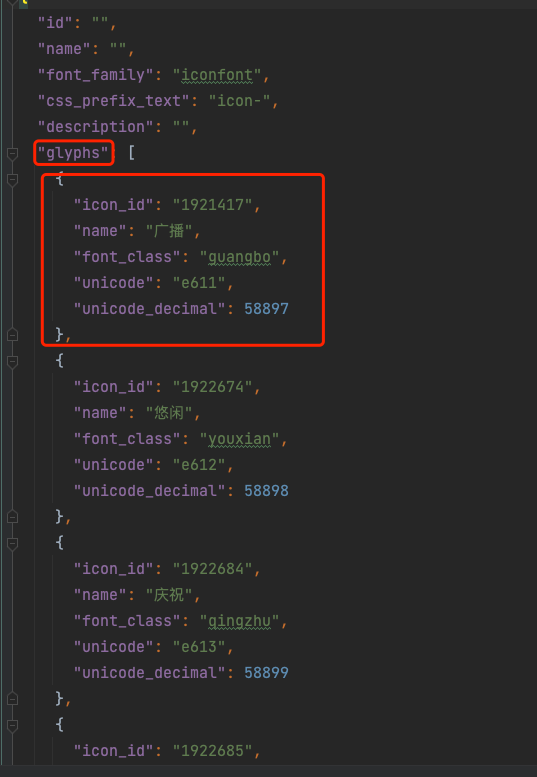 {
"id": "",
"name": "",
"font_family": "iconfont",
"css_prefix_text": "icon-",
"description": "",
"glyphs": [
{
"icon_id": "1921417",
"name": "广播",
"font_class": "guangbo",
"unicode": "e611",
"unicode_decimal": 58897
},
{
"icon_id": "1922674",
"name": "悠闲",
"font_class": "youxian",
"unicode": "e612",
"unicode_decimal": 58898
},
{
"icon_id": "1922684",
"name": "庆祝",
"font_class": "qingzhu",
"unicode": "e613",
"unicode_decimal": 58899
},
{
"icon_id": "1922685",